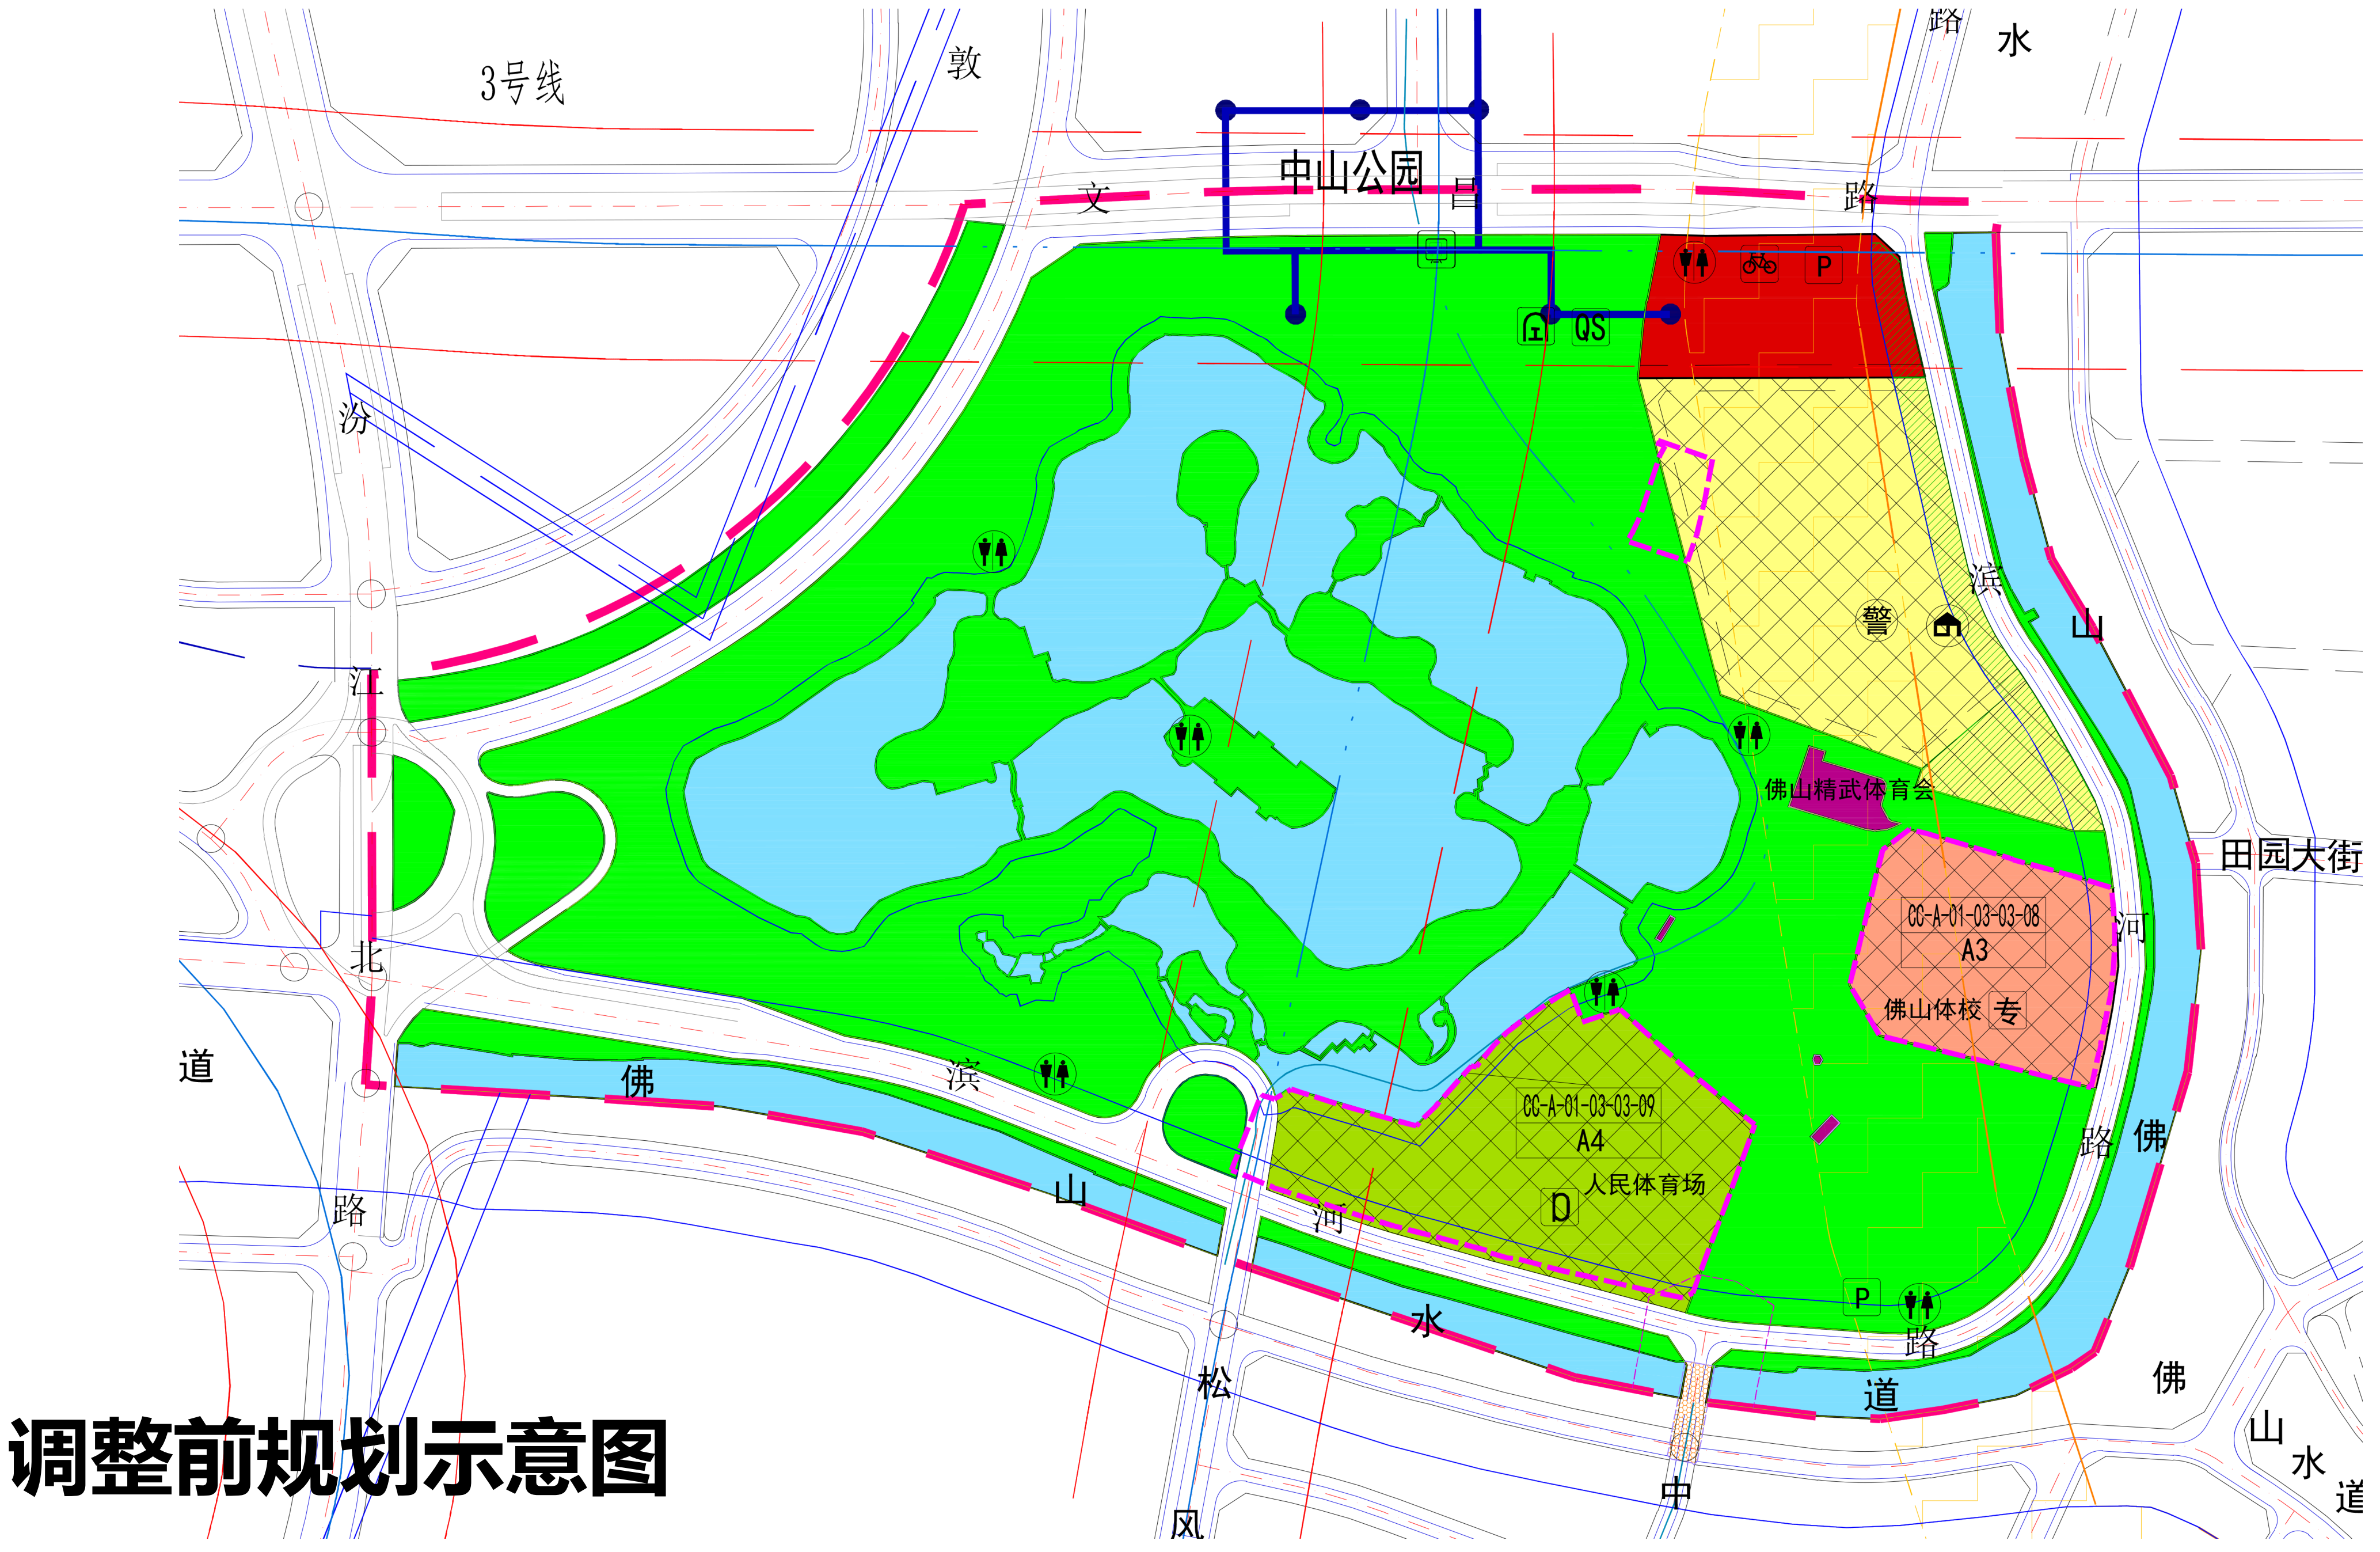 路
水
敦
3号线
中山公园
文
昌
路
P
QS
汾
滨
警
山
江
佛山精武体育会
田园大街
CC-A-01-03-03-08
A3
河
北
佛山体校
专
道
滨
佛
CC-A-01-03-03-09
A4
路
佛
山
人民体育场
路
河
P
水
路
松
道
佛
调整前规划示意图
山
水
中
道
风